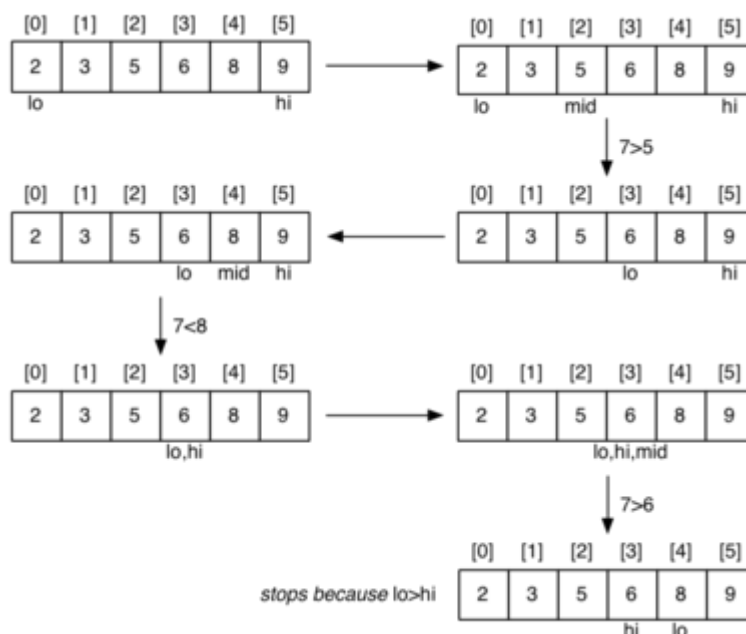 [0] [1] [2] [3] [4] [5]
2 3 5 6 8 9
lo hi
[0] [1] [2] [3] [4] [5]
2 3 5 6 8 9
lo mid hi
7>5
[0] [1] [2] [3] [4] [5]
2 3 5 6 8 9
lo hi
[0] [1] [2] [3] [4] [5]
2 3 5 6 8 9
lo mid hi
7<8
[0] [1] [2] [3] [4] [5]
2 3 5 6 8 9
lo,hi
[0] [1] [2] [3] [4] [5]
2 3 5 6 8 9
lo,hi,mid
7>6
[0] [1] [2] [3] [4] [5]
stops because lo>hi
2 3 5 6 8 9
hi lo